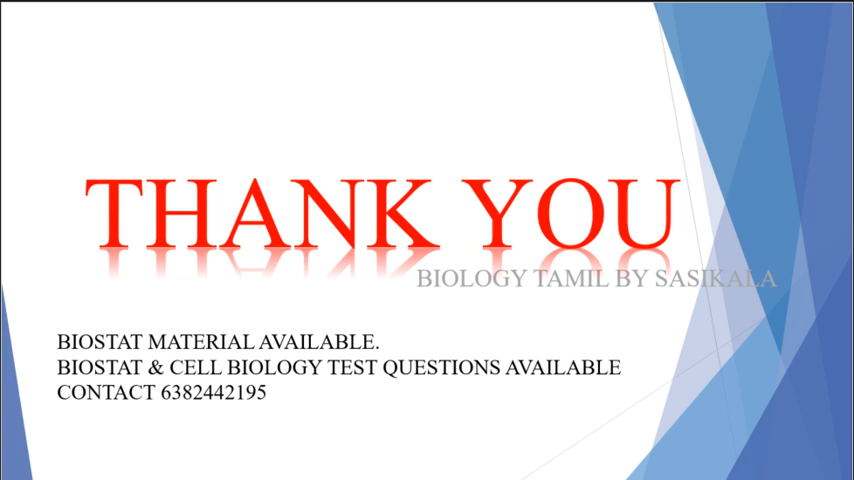 THANK YOU
BIOLOGY TAMIL BY SASIKALA
BIOSTAT MATERIAL AVAILABLE.
BIOSTAT & CELL BIOLOGY TEST QUESTIONS AVAILABLE
CONTACT 6382442195